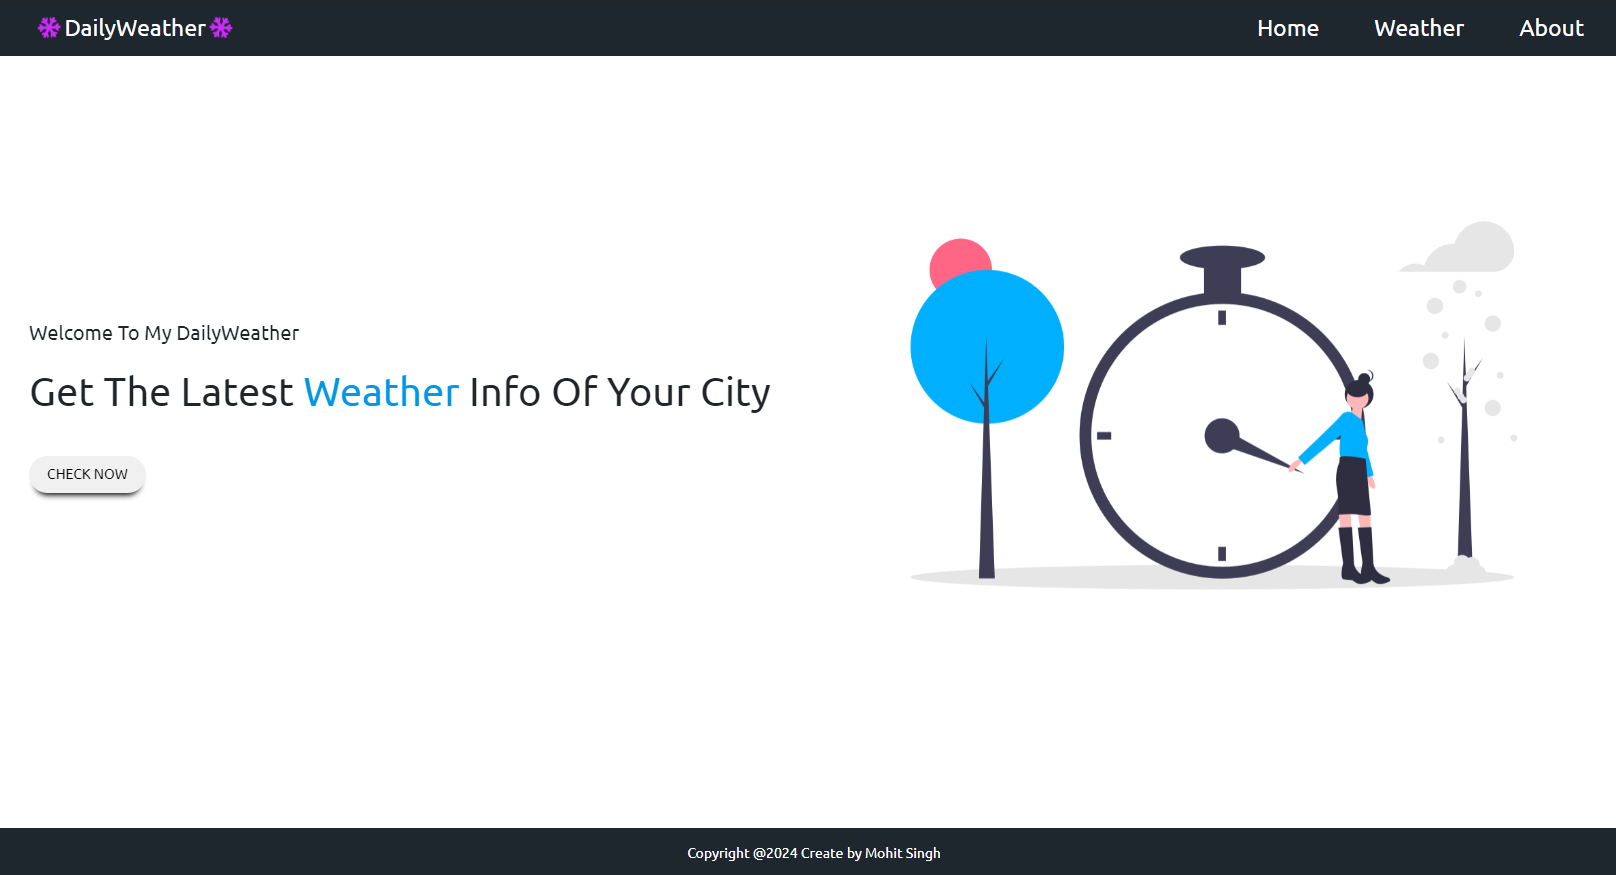 DailyWeather
Home Weather About
Welcome To My DailyWeather
Get The Latest Weather Info Of Your City
CHECK NOW
Copyright @2024 Create by Mohit Singh